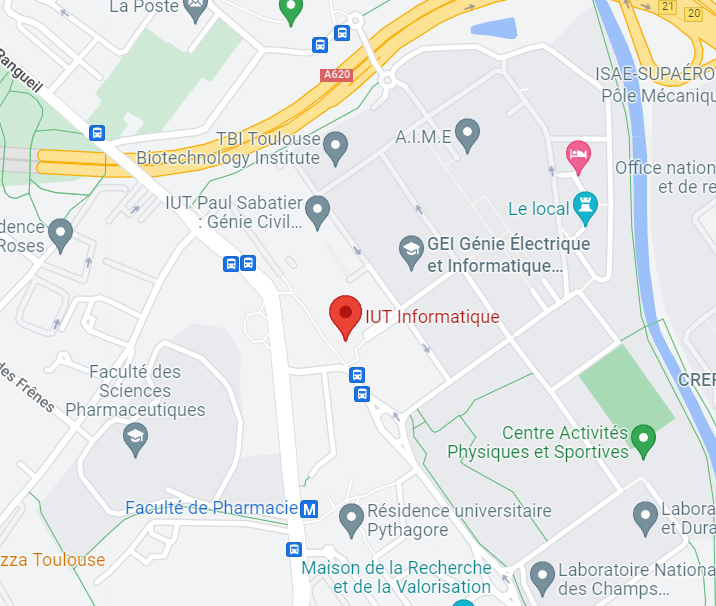 La Poste
Rangueil
A620
21
20
ISAE-SUPAÉRO
Pôle Mécaniqu
TBI Toulouse
Biotechnology Institute
A.I.M.E
Office nation
et de re
IUT Paul Sabatier
: Génie Civil...
Le local
dence
Roses
GEI Génie Électrique
et Informatique...
IUT Informatique
des Frênes
Faculté des
Sciences
Pharmaceutiques
CREP
Centre Activités
Physiques et Sportives
Faculté de Pharmacie M
Résidence universitaire
Pythagore
Labora
et Dura
zza Toulouse
Maison de la Recherche
et de la Valorisation
Laboratoire Nationa
des Champs...